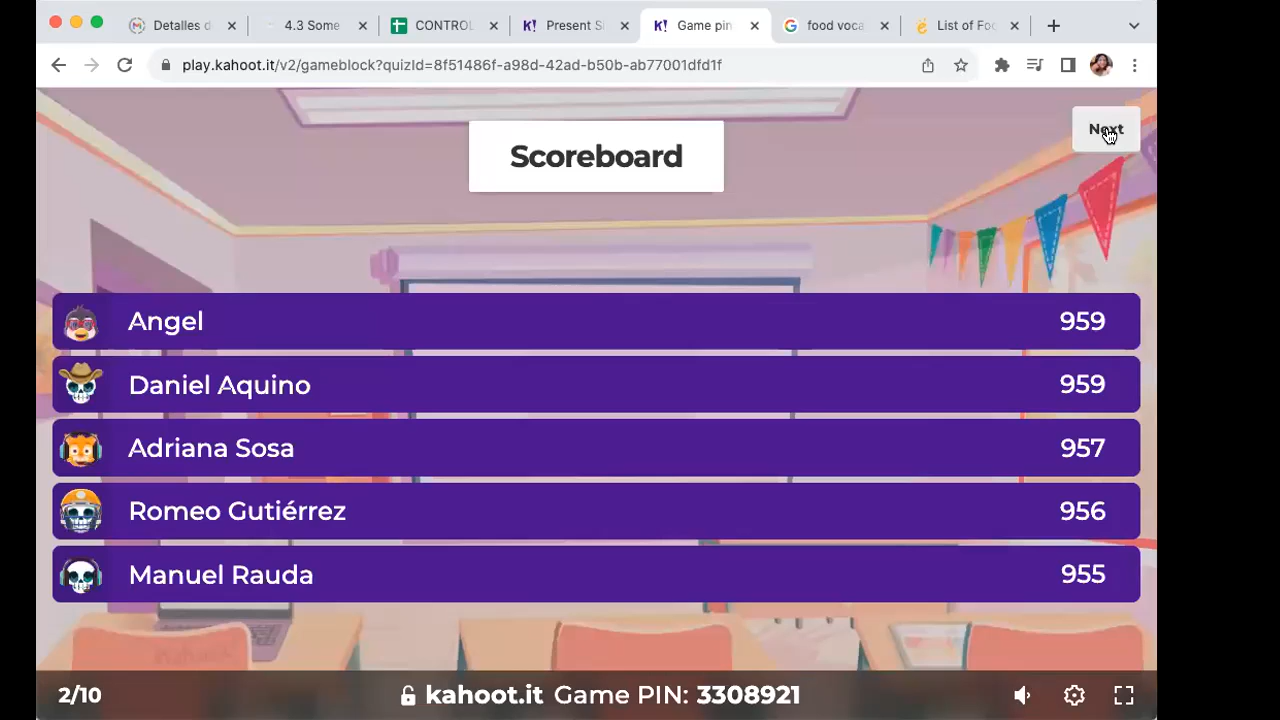 Detalles d
4.3 Some
CONTROL
K! Present Si
K! Game pin
food voca
List of Foo
play.kahoot.it/v2/gameblock?quizId=8f51486f-a98d-42ad-b50b-ab77001dfd1f
Next
Scoreboard
Angel 959
Daniel Aquino 959
Adriana Sosa 957
Romeo Gutiérrez 956
Manuel Rauda 955
2/10
kahoot.it Game PIN: 3308921